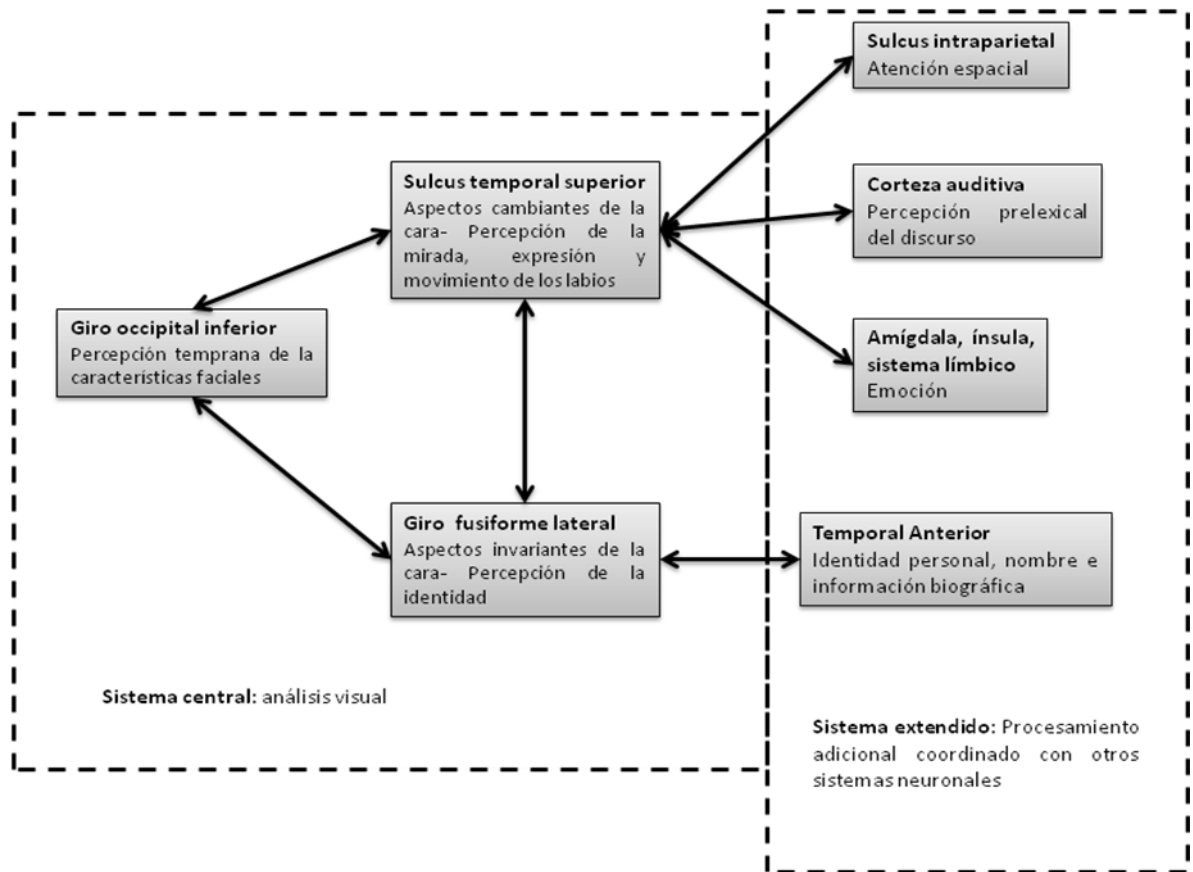 Sulcus intraparietal
Atención espacial
Sulcus temporal superior
Aspectos cambiantes de la
cara- Percepción de la
mirada, expresión y
movimiento de los labios
Corteza auditiva
Percepción prelexical
del discurso
Giro occipital inferior
Percepción temprana de la
características faciales
Amígdala, ínsula,
sistema límbico
Emoción
Giro fusiforme lateral
Aspectos invariantes de la
cara- Percepción de la
identidad
Temporal Anterior
Identidad personal, nombre e
información biográfica
Sistema central: análisis visual
Sistema extendido: Procesamiento
adicional coordinado con otros
sistemas neuronales